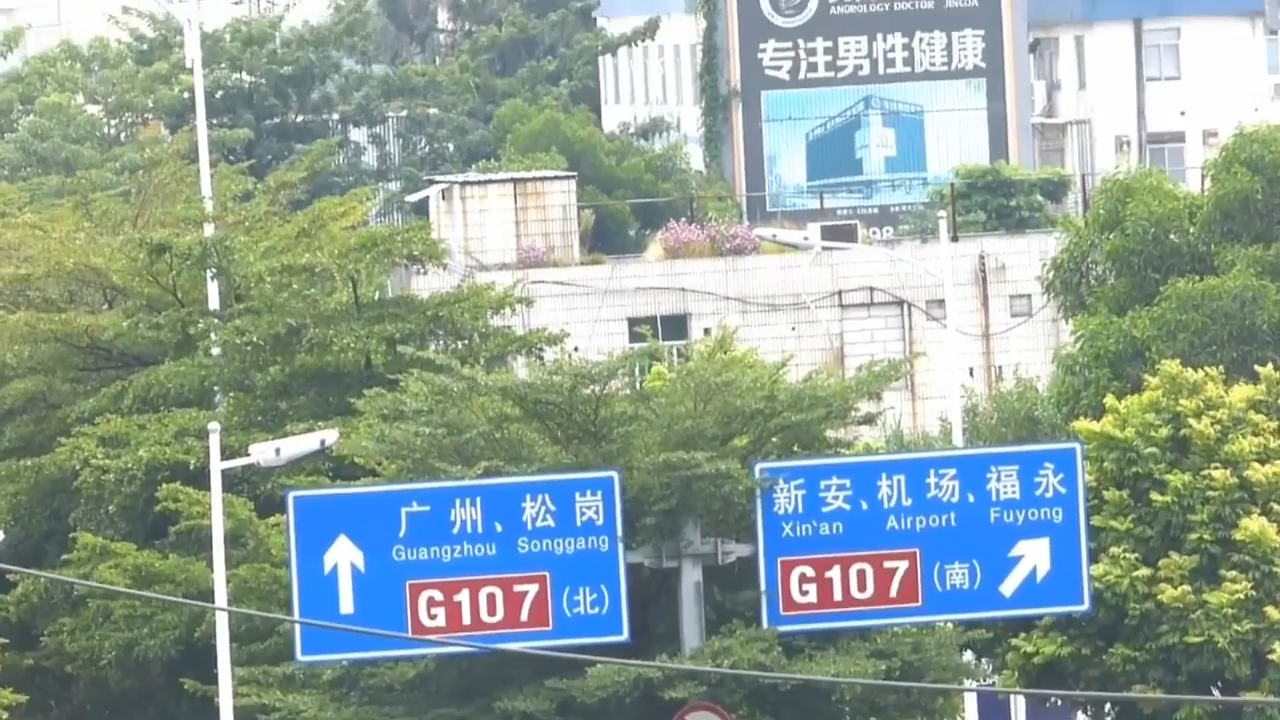 ANDROLOGY DOCTOR JINGDA
专注男性健康
广州、松岗
Guangzhou Songgang
G107 (北)
新安、机场、福永
Xin'an Airport Fuyong
G107 (南)